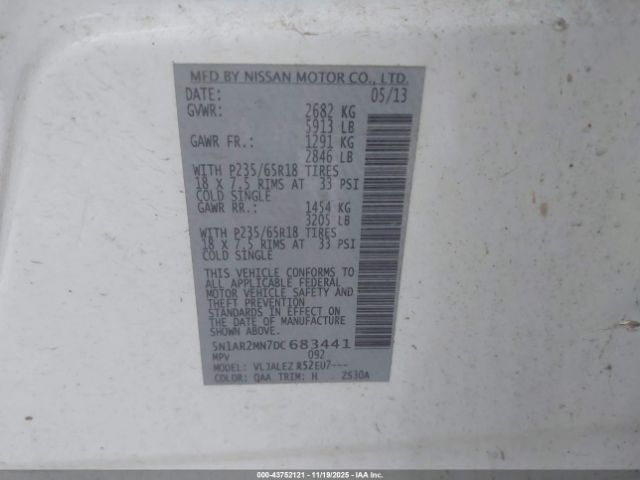 MFD BY NISSAN MOTOR CO., LTD.
DATE: 05/13
GVWR: 2682 KG
5913 LB
GAWR FR.: 1291 KG
2846 LB
WITH P235/65R18 TIRES
18 X 7.5 RIMS AT 33 PSI
COLD SINGLE
GAWR RR.: 1454 KG
3205 LB
WITH P235/65R18 TIRES
18 X 7.5 RIMS AT 33 PSI
COLD SINGLE
THIS VEHICLE CONFORMS TO
ALL APPLICABLE FEDERAL
MOTOR VEHICLE SAFETY AND
THEFT PREVENTION
STANDARDS IN EFFECT ON
THE DATE OF MANUFACTURE
SHOWN ABOVE.
5N1AR2MN7DC683441
MPV 092
MODEL: VLJALEZ R52EU7---
COLOR: QAA TRIM: H ZS30A
000-43752121 - 11/19/2025 - IAAI.com